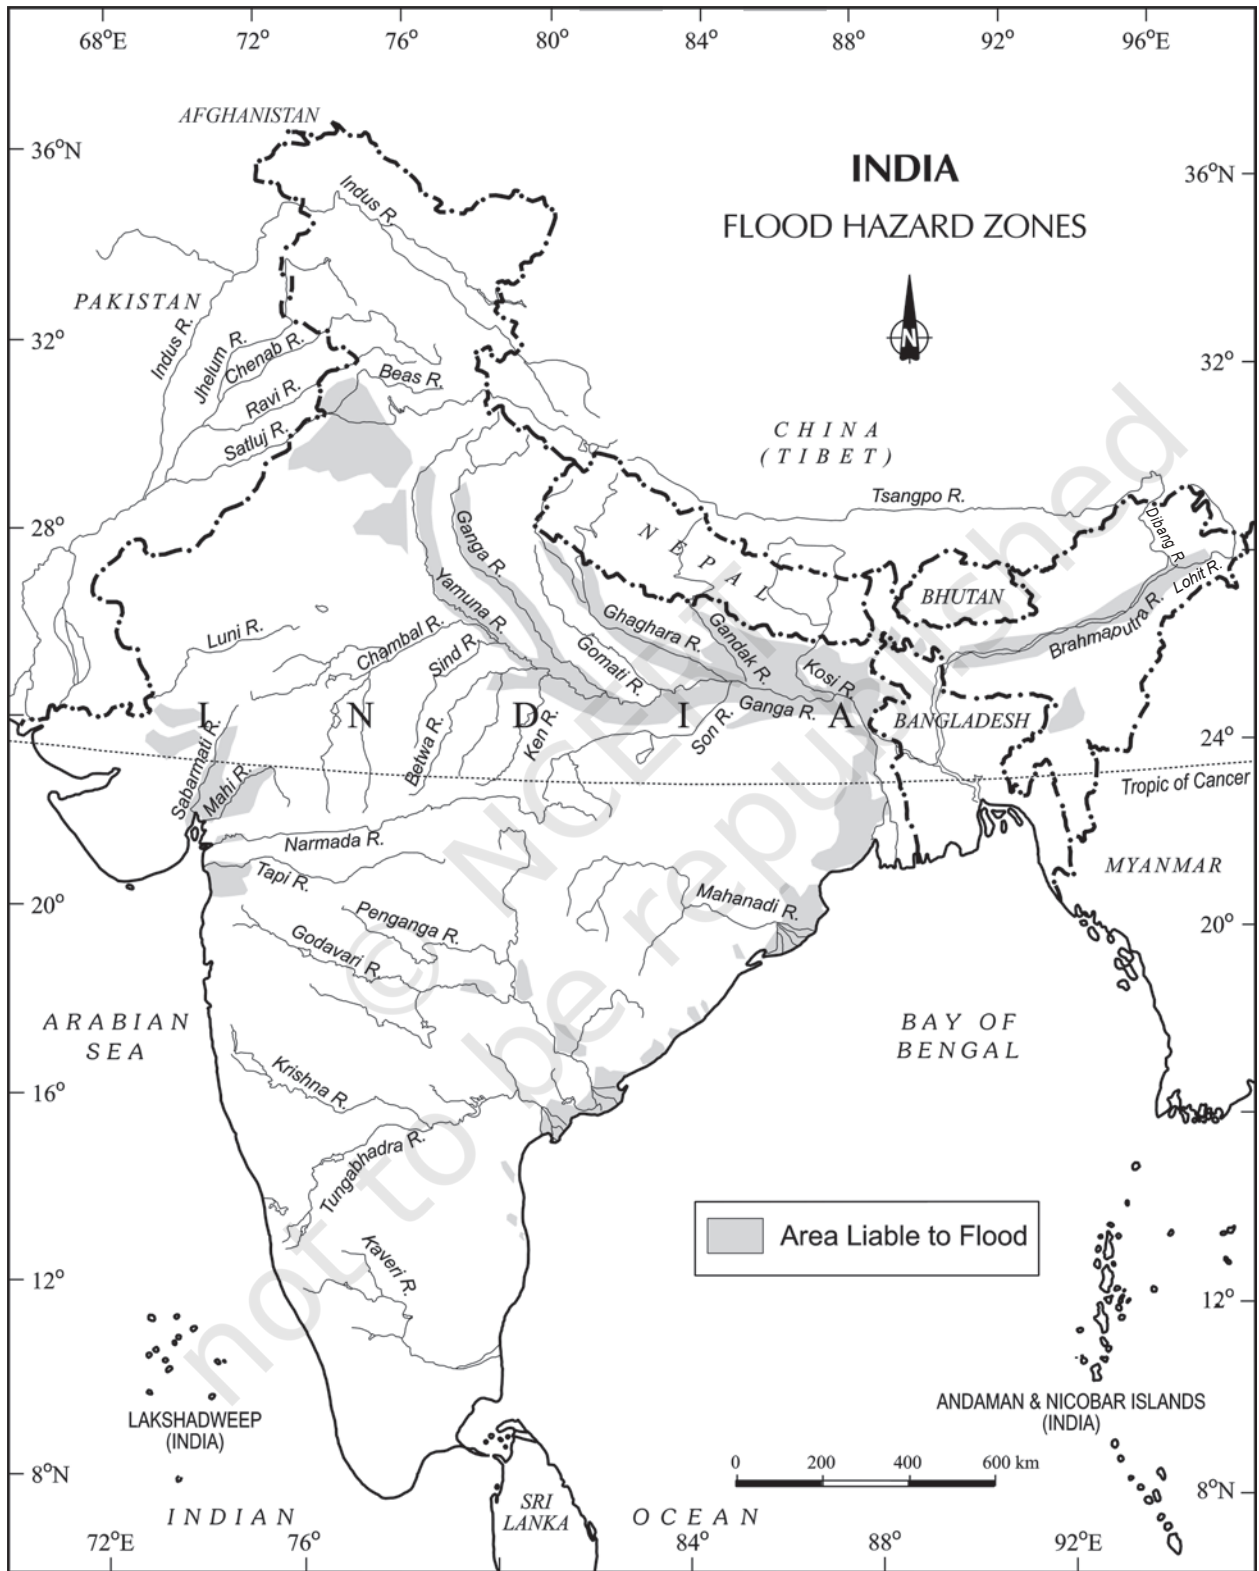 68°E 72° 76° 80° 84° 88° 92° 96°E
AFGHANISTAN
36°N
INDIA
36°N
Indus R.
FLOOD HAZARD ZONES
PAKISTAN
N
32°
Indus R.
Jhelum R.
Chenab R.
Beas R.
32°
Ravi R.
Satluj R.
CHINA
(TIBET)
Tsangpo R.
28°
Dibang R.
Ganga R.
NEPAL
Lohit R.
Yamuna R.
BHUTAN
Brahmaputra R.
Luni R.
Chambal R.
Sind R.
Ghaghara R.
Gomati R.
Gandak R.
Kosi R.
I N D I A
Ganga R.
BANGLADESH
Betwa R.
Ken R.
Son R.
24°
Sabarmati R.
Mahi R.
Tropic of Cancer
Narmada R.
MYANMAR
Tapi R.
20°
Mahanadi R.
Penganga R.
20°
Godavari R.
ARABIAN
SEA
BAY OF
BENGAL
Krishna R.
16°
Tungabhadra R.
Area Liable to Flood
Kaveri R.
12°
12°
LAKSHADWEEP
(INDIA)
ANDAMAN & NICOBAR ISLANDS
(INDIA)
0 200 400 600 km
8°N
8°N
SRI
LANKA
INDIAN OCEAN
72°E 76° 84° 88° 92°E
© NCERT
not to be republished